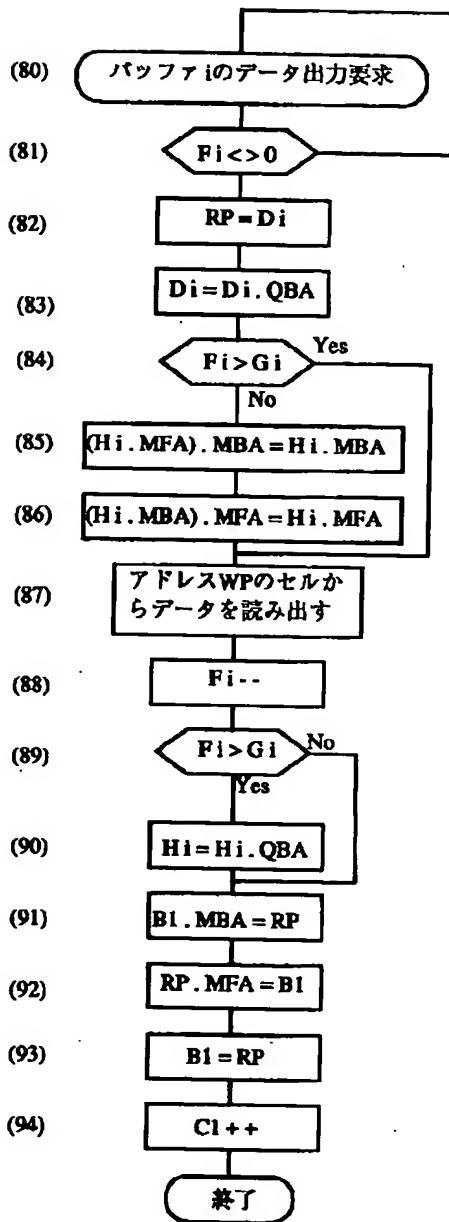 (80) バッファiのデータ出力要求
(81) Fi<>0
(82) RP=Di
(83) Di=Di.QBA
(84) Fi>Gi Yes
No
(85) (Hi.MFA).MBA=Hi.MBA
(86) (Hi.MBA).MFA=Hi.MFA
(87) アドレスWPのセルか
らデータを読み出す
(88) Fi--
(89) Fi>Gi No
Yes
(90) Hi=Hi.QBA
(91) B1.MBA=RP
(92) RP.MFA=B1
(93) B1=RP
(94) C1++
終了